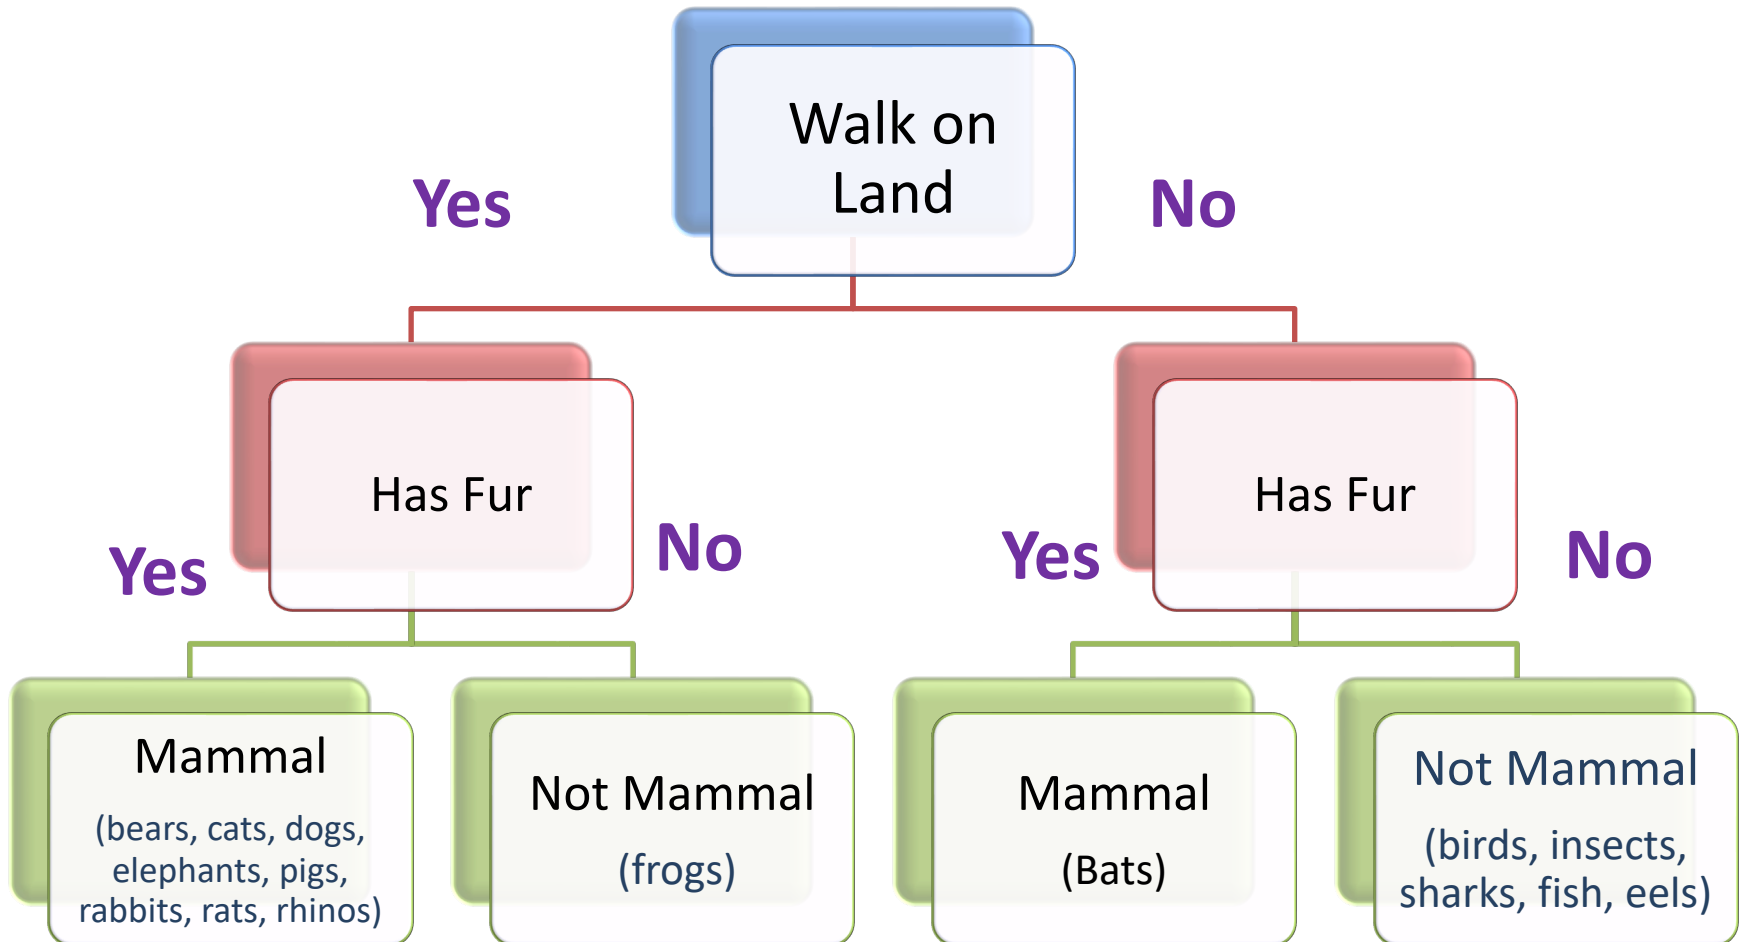 Walk on
Land
Yes
No
Has Fur
Has Fur
Yes
No
Yes
No
Mammal
(bears, cats, dogs,
elephants, pigs,
rabbits, rats, rhinos)
Not Mammal
(frogs)
Mammal
(Bats)
Not Mammal
(birds, insects,
sharks, fish, eels)